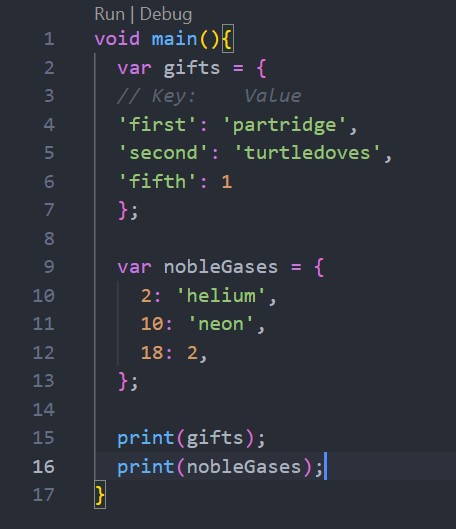 Run | Debug
1 void main(){
2   var gifts = {
3   // Key:    Value
4   'first': 'partridge',
5   'second': 'turtledoves',
6   'fifth': 1
7   };
8
9   var nobleGases = {
10     2: 'helium',
11     10: 'neon',
12     18: 2,
13   };
14
15   print(gifts);
16   print(nobleGases);
17 }